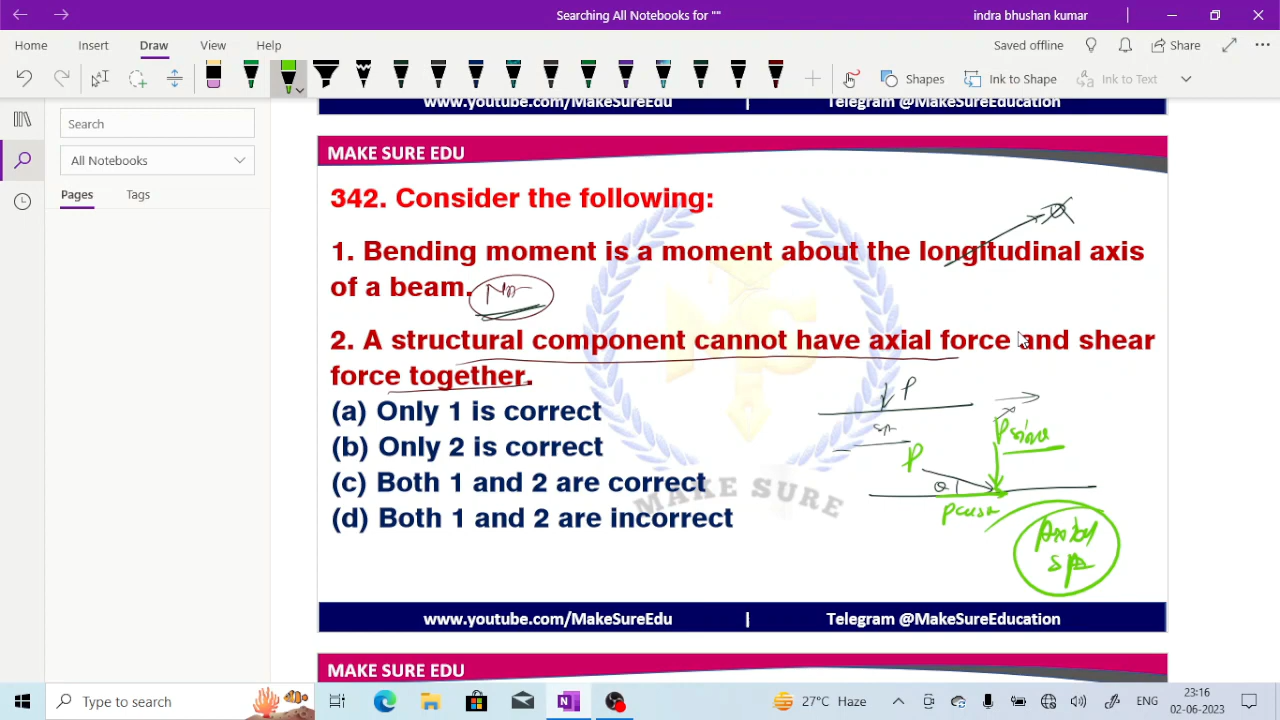 Searching All Notebooks for ""
indra bhushan kumar
Home Insert Draw View Help
Saved offline
Share
Shapes
Ink to Shape
Ink to Text
www.youtube.com/MakeSureEdu | Telegram @MakeSureEducation
Search
All Notebooks
Pages Tags
MAKE SURE EDU
342. Consider the following:
1. Bending moment is a moment about the longitudinal axis
of a beam.
2. A structural component cannot have axial force and shear
force together.
(a) Only 1 is correct
(b) Only 2 is correct
(c) Both 1 and 2 are correct
(d) Both 1 and 2 are incorrect
P
P
θ
MAKE SURE
www.youtube.com/MakeSureEdu | Telegram @MakeSureEducation
MAKE SURE EDU
Type to search
27°C Haze
ENG
23:16
02-06-2023